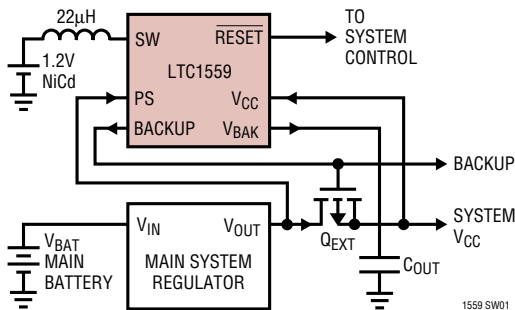 22µH
TO
SYSTEM
CONTROL
SW
RESET
1.2V
NiCd
LTC1559
PS
VCC
BACKUP
VBAK
BACKUP
VIN
VOUT
SYSTEM
VCC
QEXT
VBAT
MAIN
BATTERY
MAIN SYSTEM
REGULATOR
COUT
1559 SW01